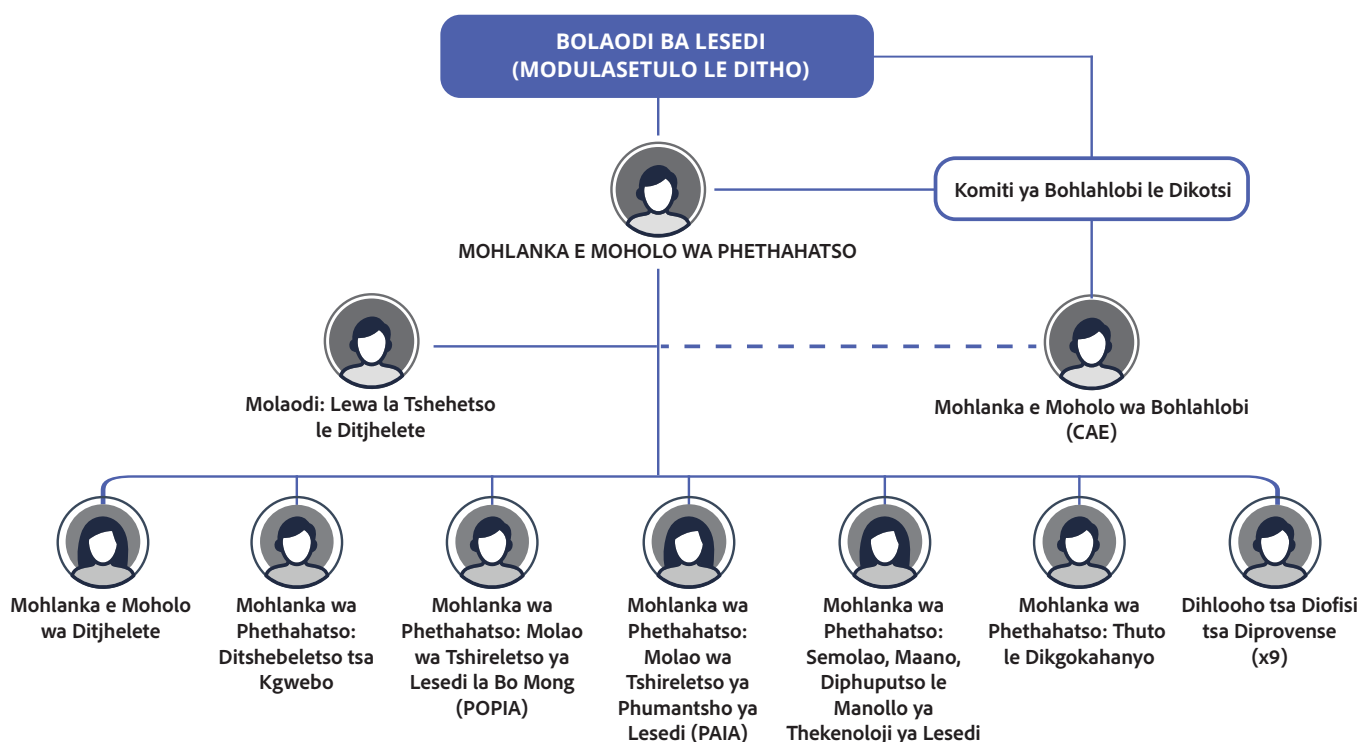 BOLAODI BA LESEDI
(MODULASETULO LE DITHO)
Komiti ya Bohlahlobi le Dikotsi
MOHLANKA E MOHOLO WA PHETHAHATSO
Molaodi: Lewa la Tshehetso
le Ditjhelete
Mohlanka e Moholo wa Bohlahlobi
(CAE)
Mohlanka e Moholo
wa Ditjhelete
Mohlanka wa
Phethahatso:
Ditshebeletso tsa
Kgwebo
Mohlanka wa
Phethahatso: Molao
wa Tshireletso ya
Lesedi la Bo Mong
(POPIA)
Mohlanka wa
Phethahatso:
Molao wa
Tshireletso ya
Phumantsho ya
Lesedi (PAIA)
Mohlanka wa
Phethahatso:
Semolao, Maano,
Diphuputso le
Manollo ya
Thekenoloji ya Lesedi
Mohlanka wa
Phethahatso: Thuto
le Dikgokahanyo
Dihlooho tsa Diofisi
tsa Diprovense
(x9)